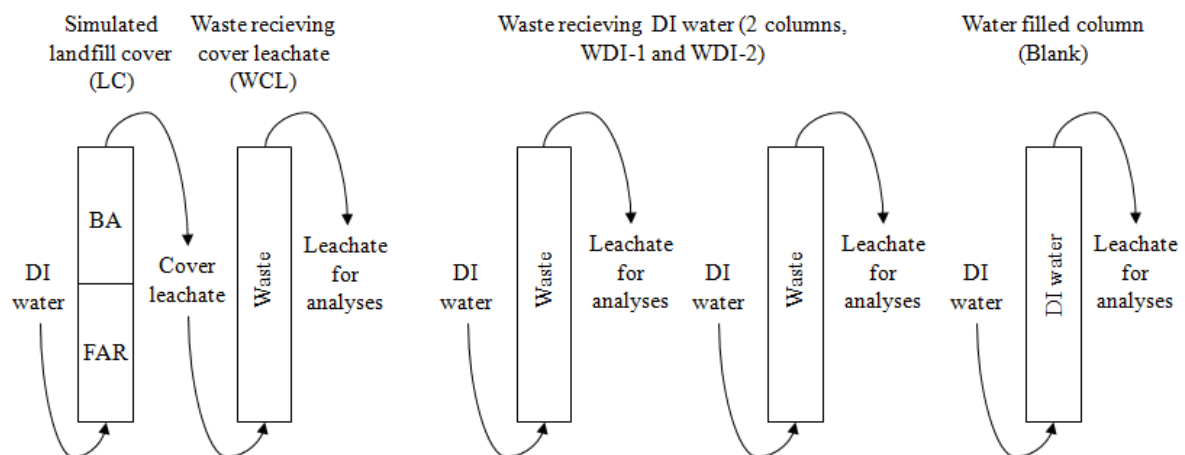 Simulated
landfill cover
(LC)
Waste recieving
cover leachate
(WCL)
Waste recieving DI water (2 columns,
WDI-1 and WDI-2)
Water filled column
(Blank)
DI
water
BA
FAR
Cover
leachate
Waste
Leachate
for
analyses
DI
water
Waste
Leachate
for
analyses
DI
water
Waste
Leachate
for
analyses
DI
water
DI water
Leachate
for
analyses